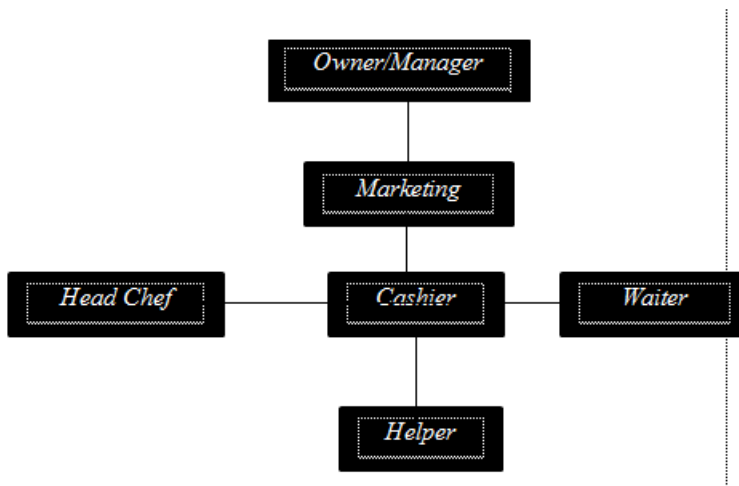 Owner/Manager
Marketing
Head Chef
Cashier
Waiter
Helper